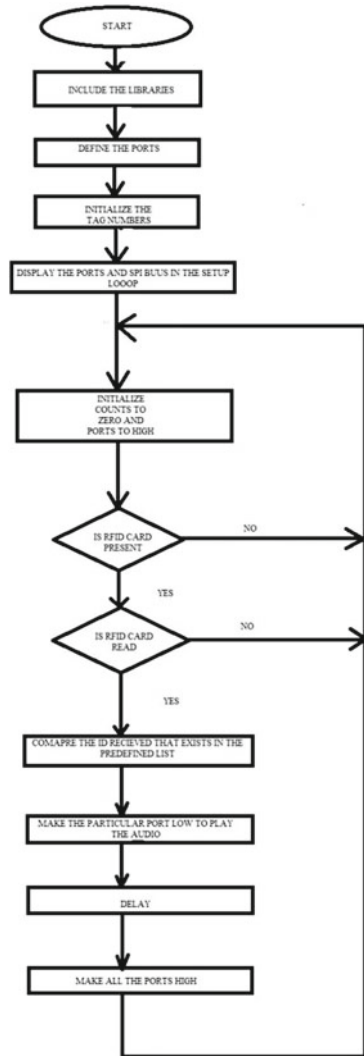 START
INCLUDE THE LIBRARIES
DEFINE THE PORTS
INITIALIZE THE
TAG NUMBERS
DISPLAY THE PORTS AND SPI BUUS IN THE SETUP
LOOOP
INITIALIZE
COUNTS TO
ZERO AND
PORTS TO HIGH
IS RFID CARD
PRESENT
NO
YES
IS RFID CARD
READ
NO
YES
COMAPRE THE ID RECIEVED THAT EXISTS IN THE
PREDEFINED LIST
MAKE THE PARTICULAR PORT LOW TO PLAY
THE AUDIO
DELAY
MAKE ALL THE PORTS HIGH